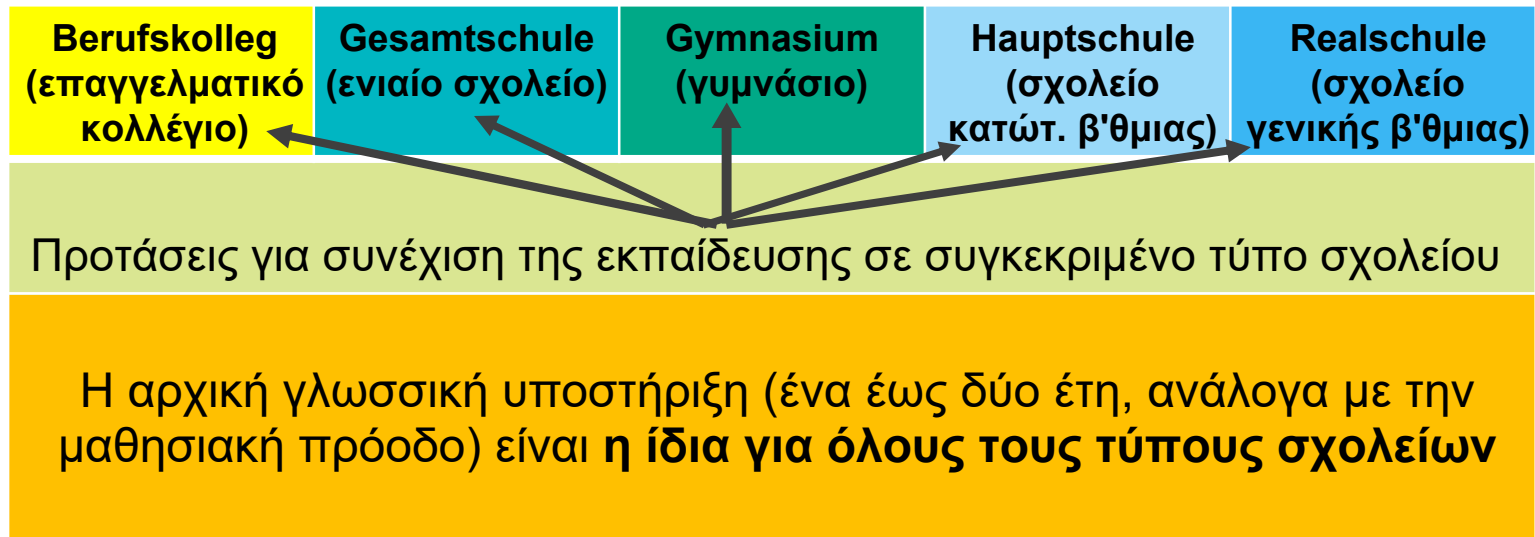 Berufskolleg
(επαγγελματικό
κολλέγιο)
Gesamtschule
(ενιαίο σχολείο)
Gymnasium
(γυμνάσιο)
Hauptschule
(σχολείο
κατώτ. β'θμιας)
Realschule
(σχολείο
γενικής β'θμιας)
Προτάσεις για συνέχιση της εκπαίδευσης σε συγκεκριμένο τύπο σχολείου
Η αρχική γλωσσική υποστήριξη (ένα έως δύο έτη, ανάλογα με την
μαθησιακή πρόοδο) είναι η ίδια για όλους τους τύπους σχολείων